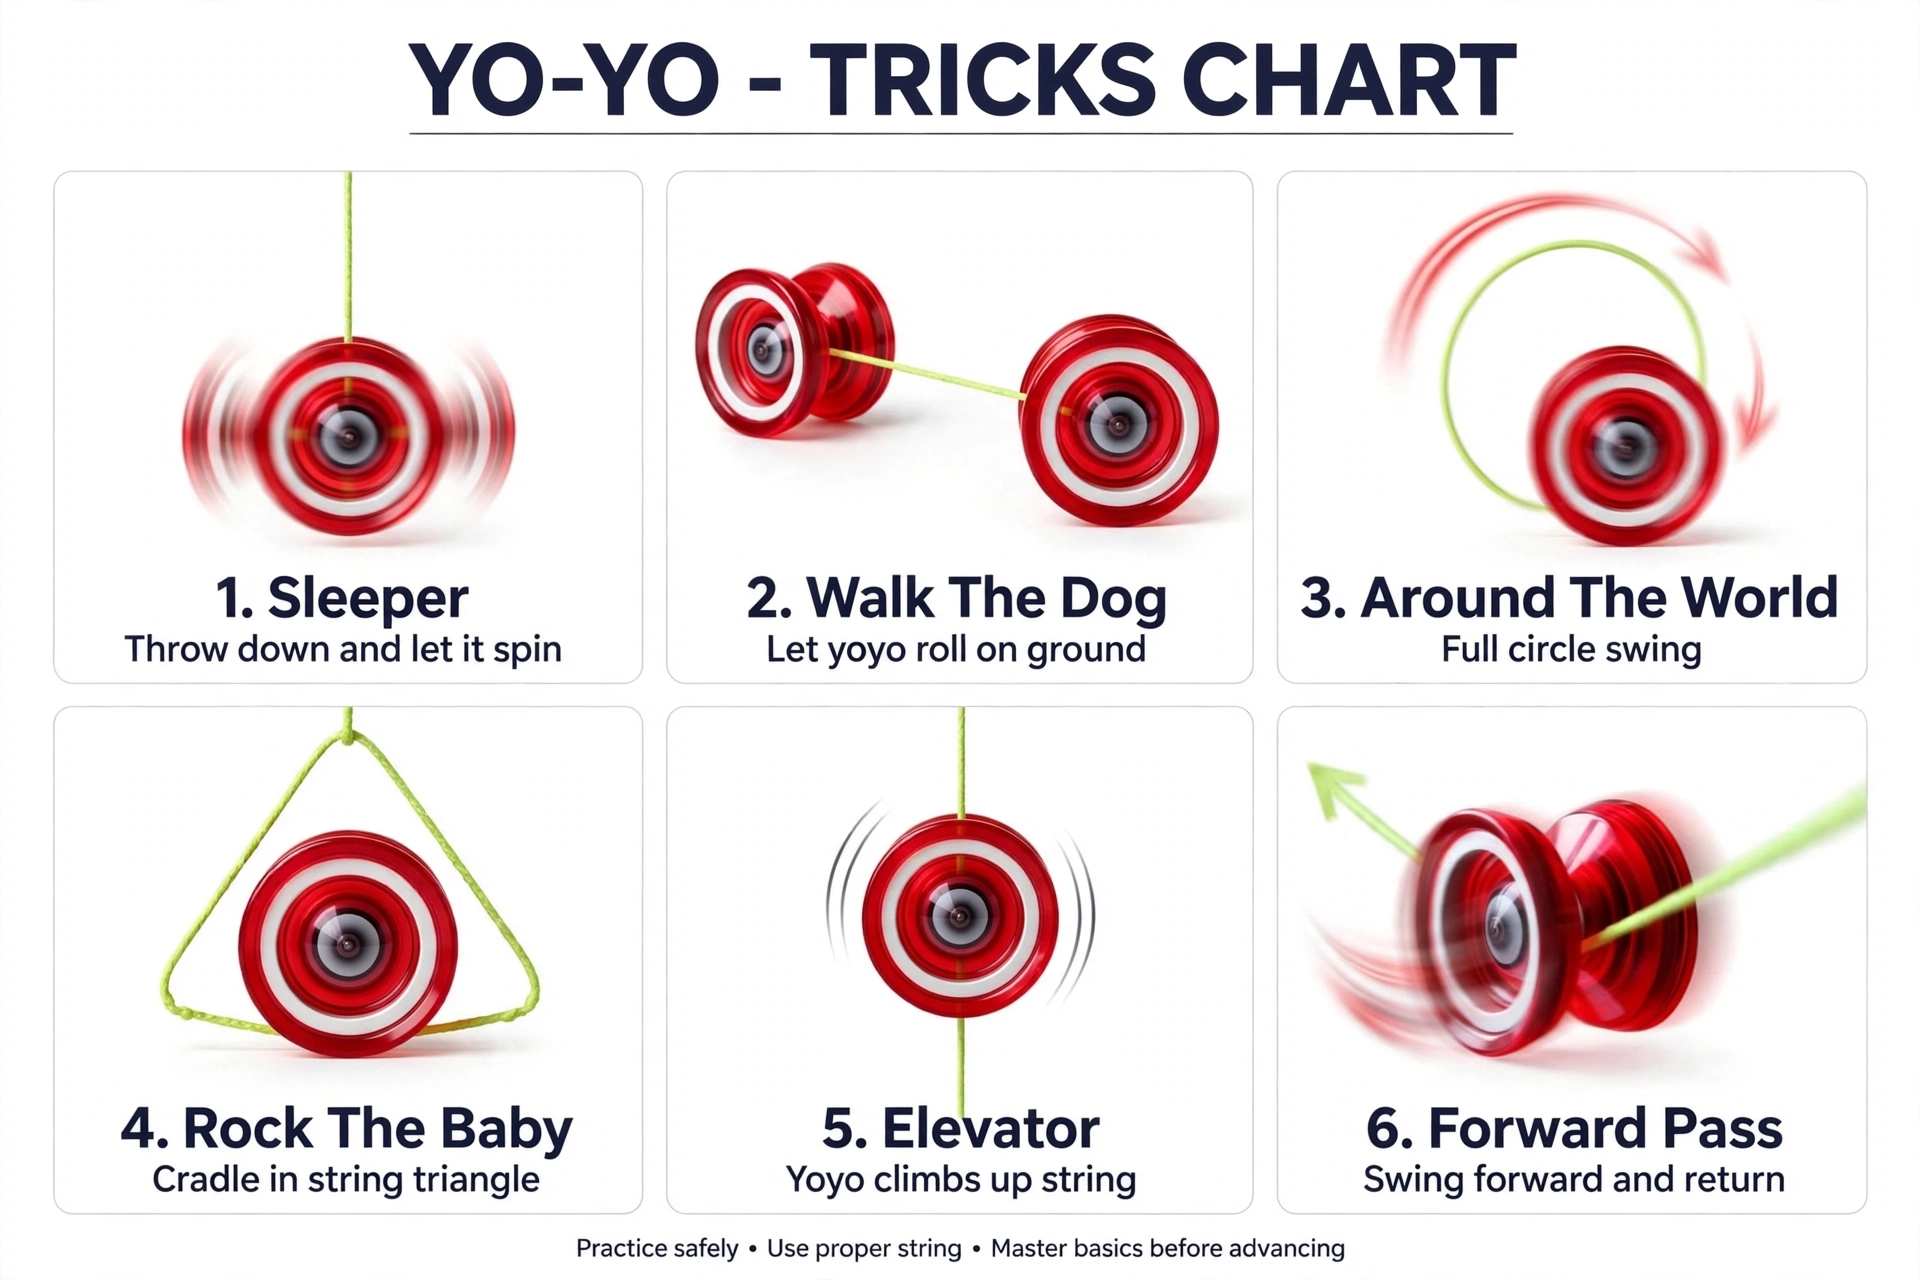 YO-YO - TRICKS CHART
1. Sleeper
Throw down and let it spin
2. Walk The Dog
Let yoyo roll on ground
3. Around The World
Full circle swing
4. Rock The Baby
Cradle in string triangle
5. Elevator
Yoyo climbs up string
6. Forward Pass
Swing forward and return
Practice safely • Use proper string • Master basics before advancing